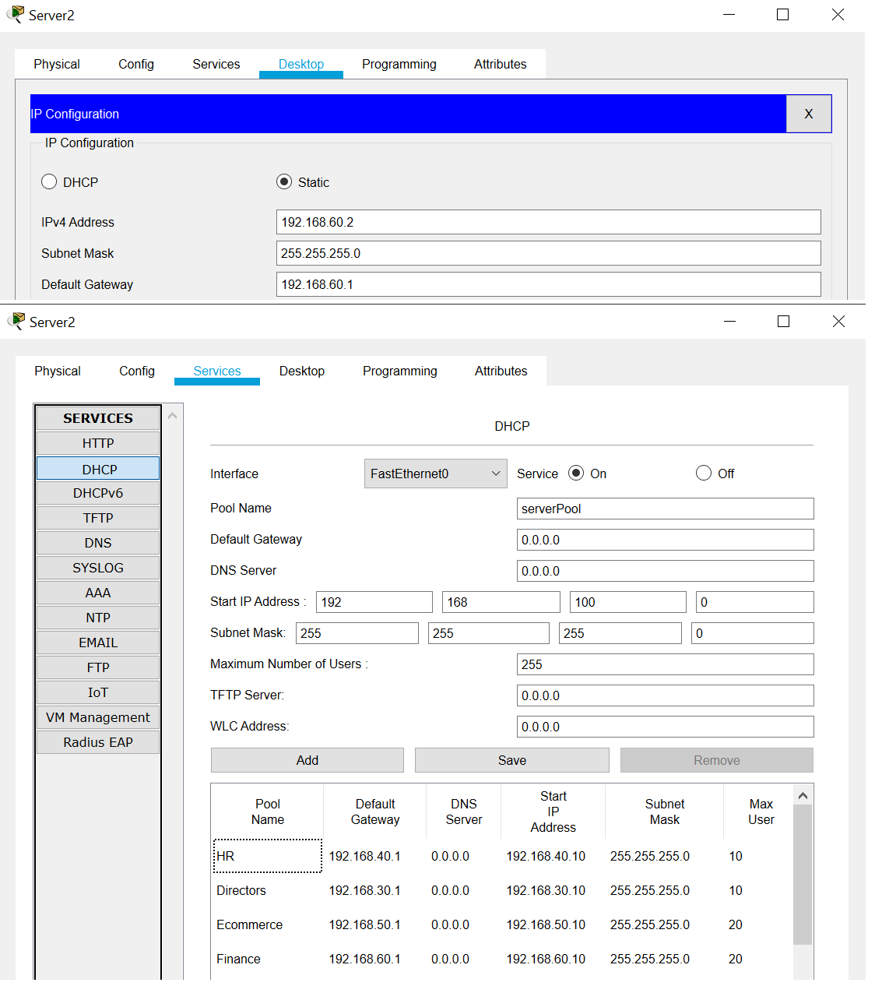 Server2
Physical Config Services Desktop Programming Attributes
IP Configuration X
IP Configuration
DHCP Static
IPv4 Address 192.168.60.2
Subnet Mask 255.255.255.0
Default Gateway 192.168.60.1
Server2
Physical Config Services Desktop Programming Attributes
SERVICES
HTTP
DHCP
DHCPv6
TFTP
DNS
SYSLOG
AAA
NTP
EMAIL
FTP
IoT
VM Management
Radius EAP
DHCP
Interface FastEthernet0 Service On Off
Pool Name serverPool
Default Gateway 0.0.0.0
DNS Server 0.0.0.0
Start IP Address : 192 168 100 0
Subnet Mask: 255 255 255 0
Maximum Number of Users : 255
TFTP Server: 0.0.0.0
WLC Address: 0.0.0.0
Add Save Remove
Pool Name Default Gateway DNS Server Start IP Address Subnet Mask Max User
HR 192.168.40.1 0.0.0.0 192.168.40.10 255.255.255.0 10
Directors 192.168.30.1 0.0.0.0 192.168.30.10 255.255.255.0 10
Ecommerce 192.168.50.1 0.0.0.0 192.168.50.10 255.255.255.0 20
Finance 192.168.60.1 0.0.0.0 192.168.60.10 255.255.255.0 20